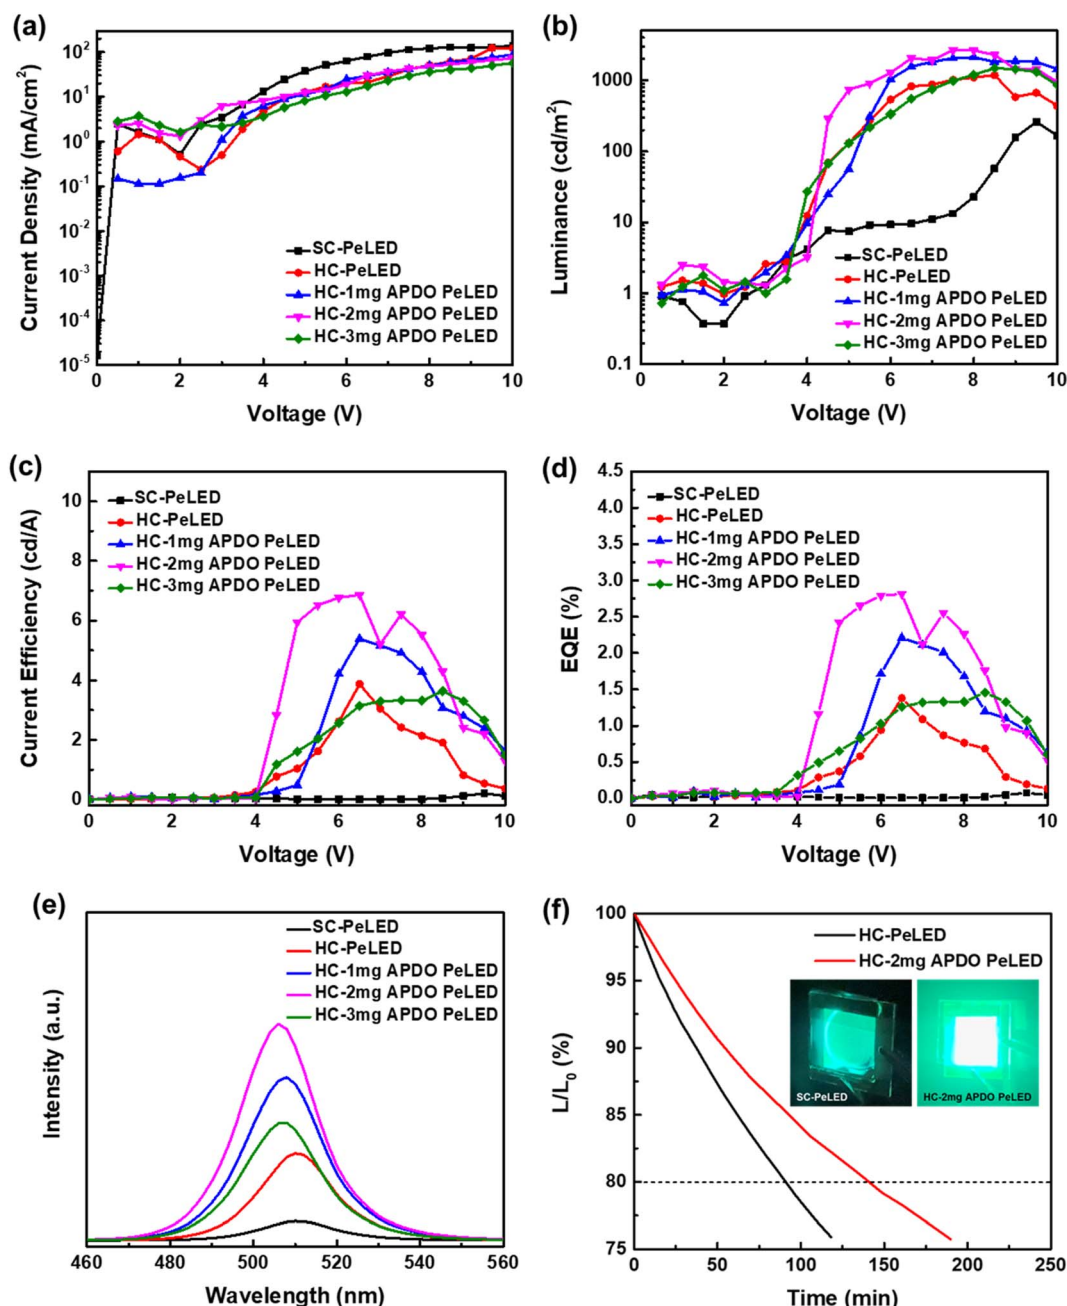 (a)
Current Density (mA/cm²)
10²
10¹
10⁰
10⁻¹
10⁻²
10⁻³
10⁻⁴
10⁻⁵
SC-PeLED
HC-PeLED
HC-1mg APDO PeLED
HC-2mg APDO PeLED
HC-3mg APDO PeLED
0 2 4 6 8 10
Voltage (V)
(b)
Luminance (cd/m²)
1000
100
10
1
0.1
SC-PeLED
HC-PeLED
HC-1mg APDO PeLED
HC-2mg APDO PeLED
HC-3mg APDO PeLED
0 2 4 6 8 10
Voltage (V)
(c)
Current Efficiency (cd/A)
10
8
6
4
2
0
SC-PeLED
HC-PeLED
HC-1mg APDO PeLED
HC-2mg APDO PeLED
HC-3mg APDO PeLED
0 2 4 6 8 10
Voltage (V)
(d)
EQE (%)
4.5
4.0
3.5
3.0
2.5
2.0
1.5
1.0
0.5
0.0
SC-PeLED
HC-PeLED
HC-1mg APDO PeLED
HC-2mg APDO PeLED
HC-3mg APDO PeLED
0 2 4 6 8 10
Voltage (V)
(e)
Intensity (a.u.)
SC-PeLED
HC-PeLED
HC-1mg APDO PeLED
HC-2mg APDO PeLED
HC-3mg APDO PeLED
460 480 500 520 540 560
Wavelength (nm)
(f)
L/L₀ (%)
100
95
90
85
80
75
HC-PeLED
HC-2mg APDO PeLED
SC-PeLED
HC-2mg APDO PeLED
0 50 100 150 200 250
Time (min)